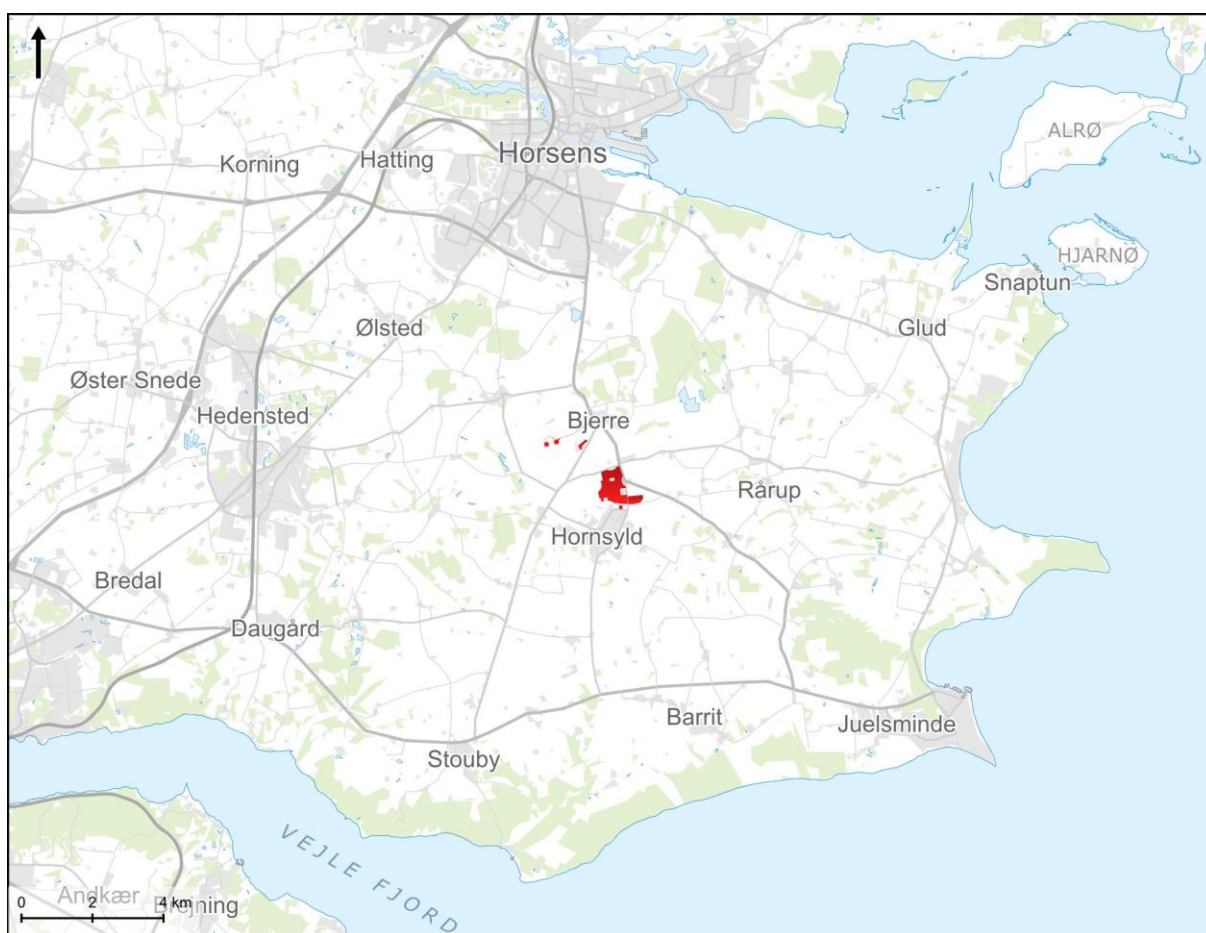 ALRØ
Korning
Hatting
Horsens
HJARNØ
Snaptun
Ølsted
Glud
Øster Snede
Hedensted
Bjerre
Rårup
Hornsyld
Bredal
Daugård
Barrit
Juelsminde
Stouby
VEJLE FJORD
Andkær
Brejning
0 2 4 km